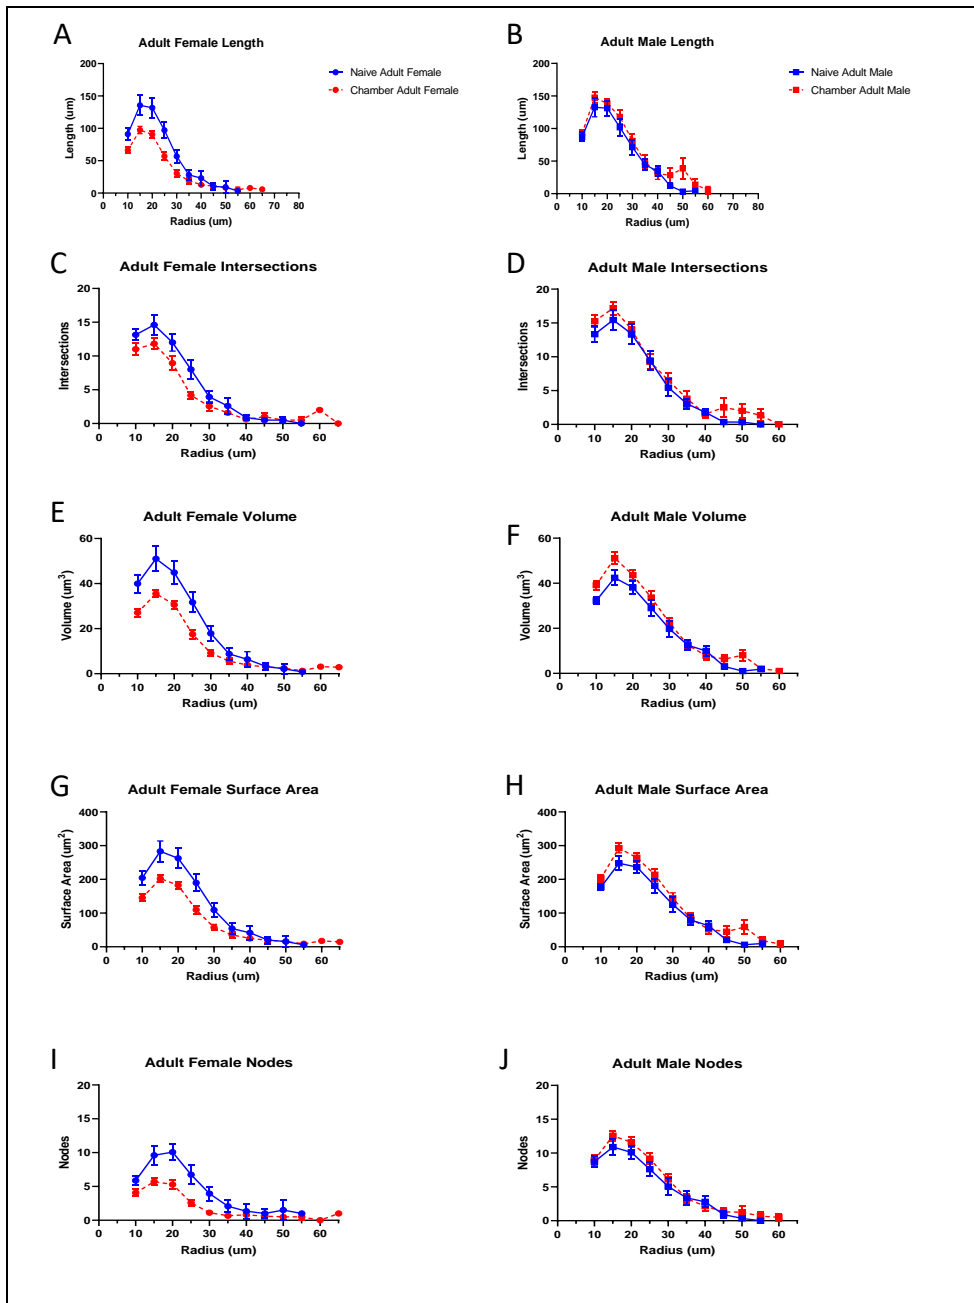 A
Adult Female Length
200
150
100
50
0
Length (um)
0 10 20 30 40 50 60 70 80
Radius (um)
Naive Adult Female
Chamber Adult Female
B
Adult Male Length
200
150
100
50
0
Length (um)
0 10 20 30 40 50 60 70 80
Radius (um)
Naive Adult Male
Chamber Adult Male
C
Adult Female Intersections
20
15
10
5
0
Intersections
0 10 20 30 40 50 60
Radius (um)
D
Adult Male Intersections
20
15
10
5
0
Intersections
0 10 20 30 40 50 60
Radius (um)
E
Adult Female Volume
60
40
20
0
Volume (um³)
0 10 20 30 40 50 60
Radius (um)
F
Adult Male Volume
60
40
20
0
Volume (um³)
0 10 20 30 40 50 60
Radius (um)
G
Adult Female Surface Area
400
300
200
100
0
Surface Area (um²)
0 10 20 30 40 50 60
Radius (um)
H
Adult Male Surface Area
400
300
200
100
0
Surface Area (um²)
0 10 20 30 40 50 60
Radius (um)
I
Adult Female Nodes
20
15
10
5
0
Nodes
0 10 20 30 40 50 60
Radius (um)
J
Adult Male Nodes
20
15
10
5
0
Nodes
0 10 20 30 40 50 60
Radius (um)